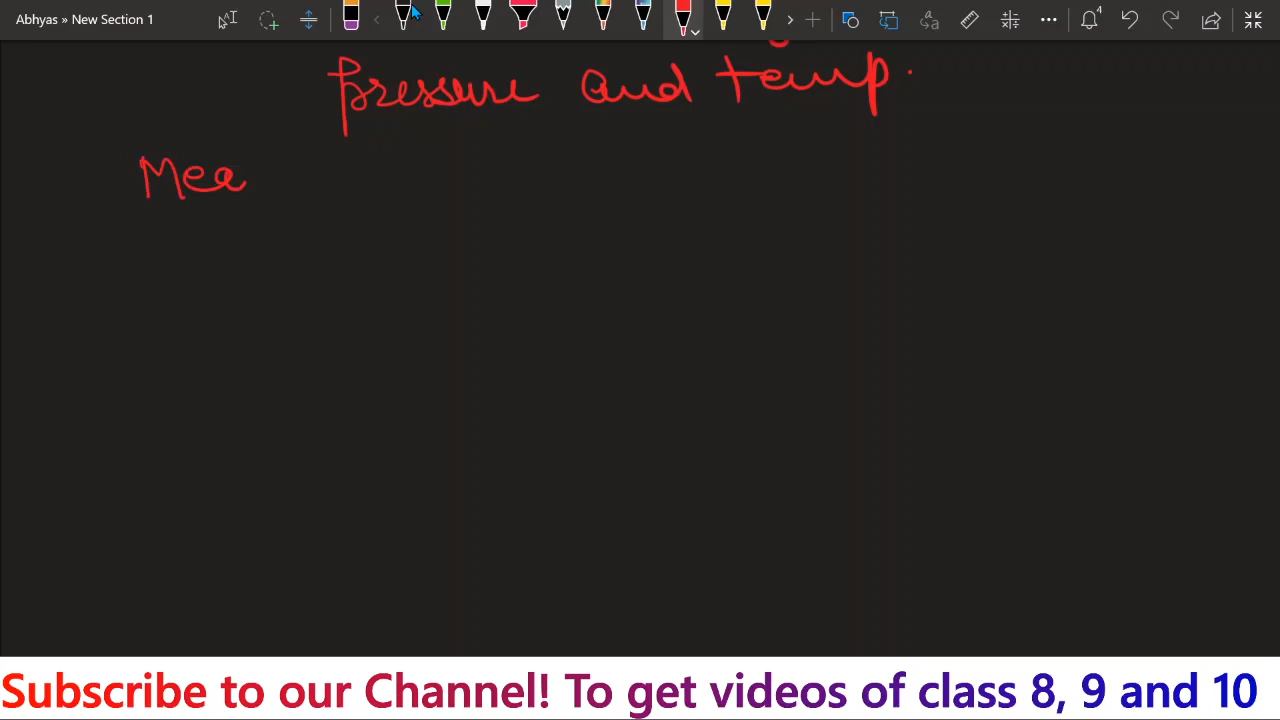 Abhyas » New Section 1
4
pressure and temp.
Mea
Subscribe to our Channel! To get videos of class 8, 9 and 10